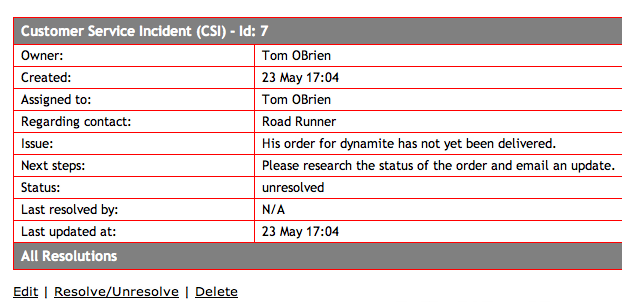 Customer Service Incident (CSI) - Id: 7
Owner: Tom OBrien
Created: 23 May 17:04
Assigned to: Tom OBrien
Regarding contact: Road Runner
Issue: His order for dynamite has not yet been delivered.
Next steps: Please research the status of the order and email an update.
Status: unresolved
Last resolved by: N/A
Last updated at: 23 May 17:04
All Resolutions
Edit | Resolve/Unresolve | Delete